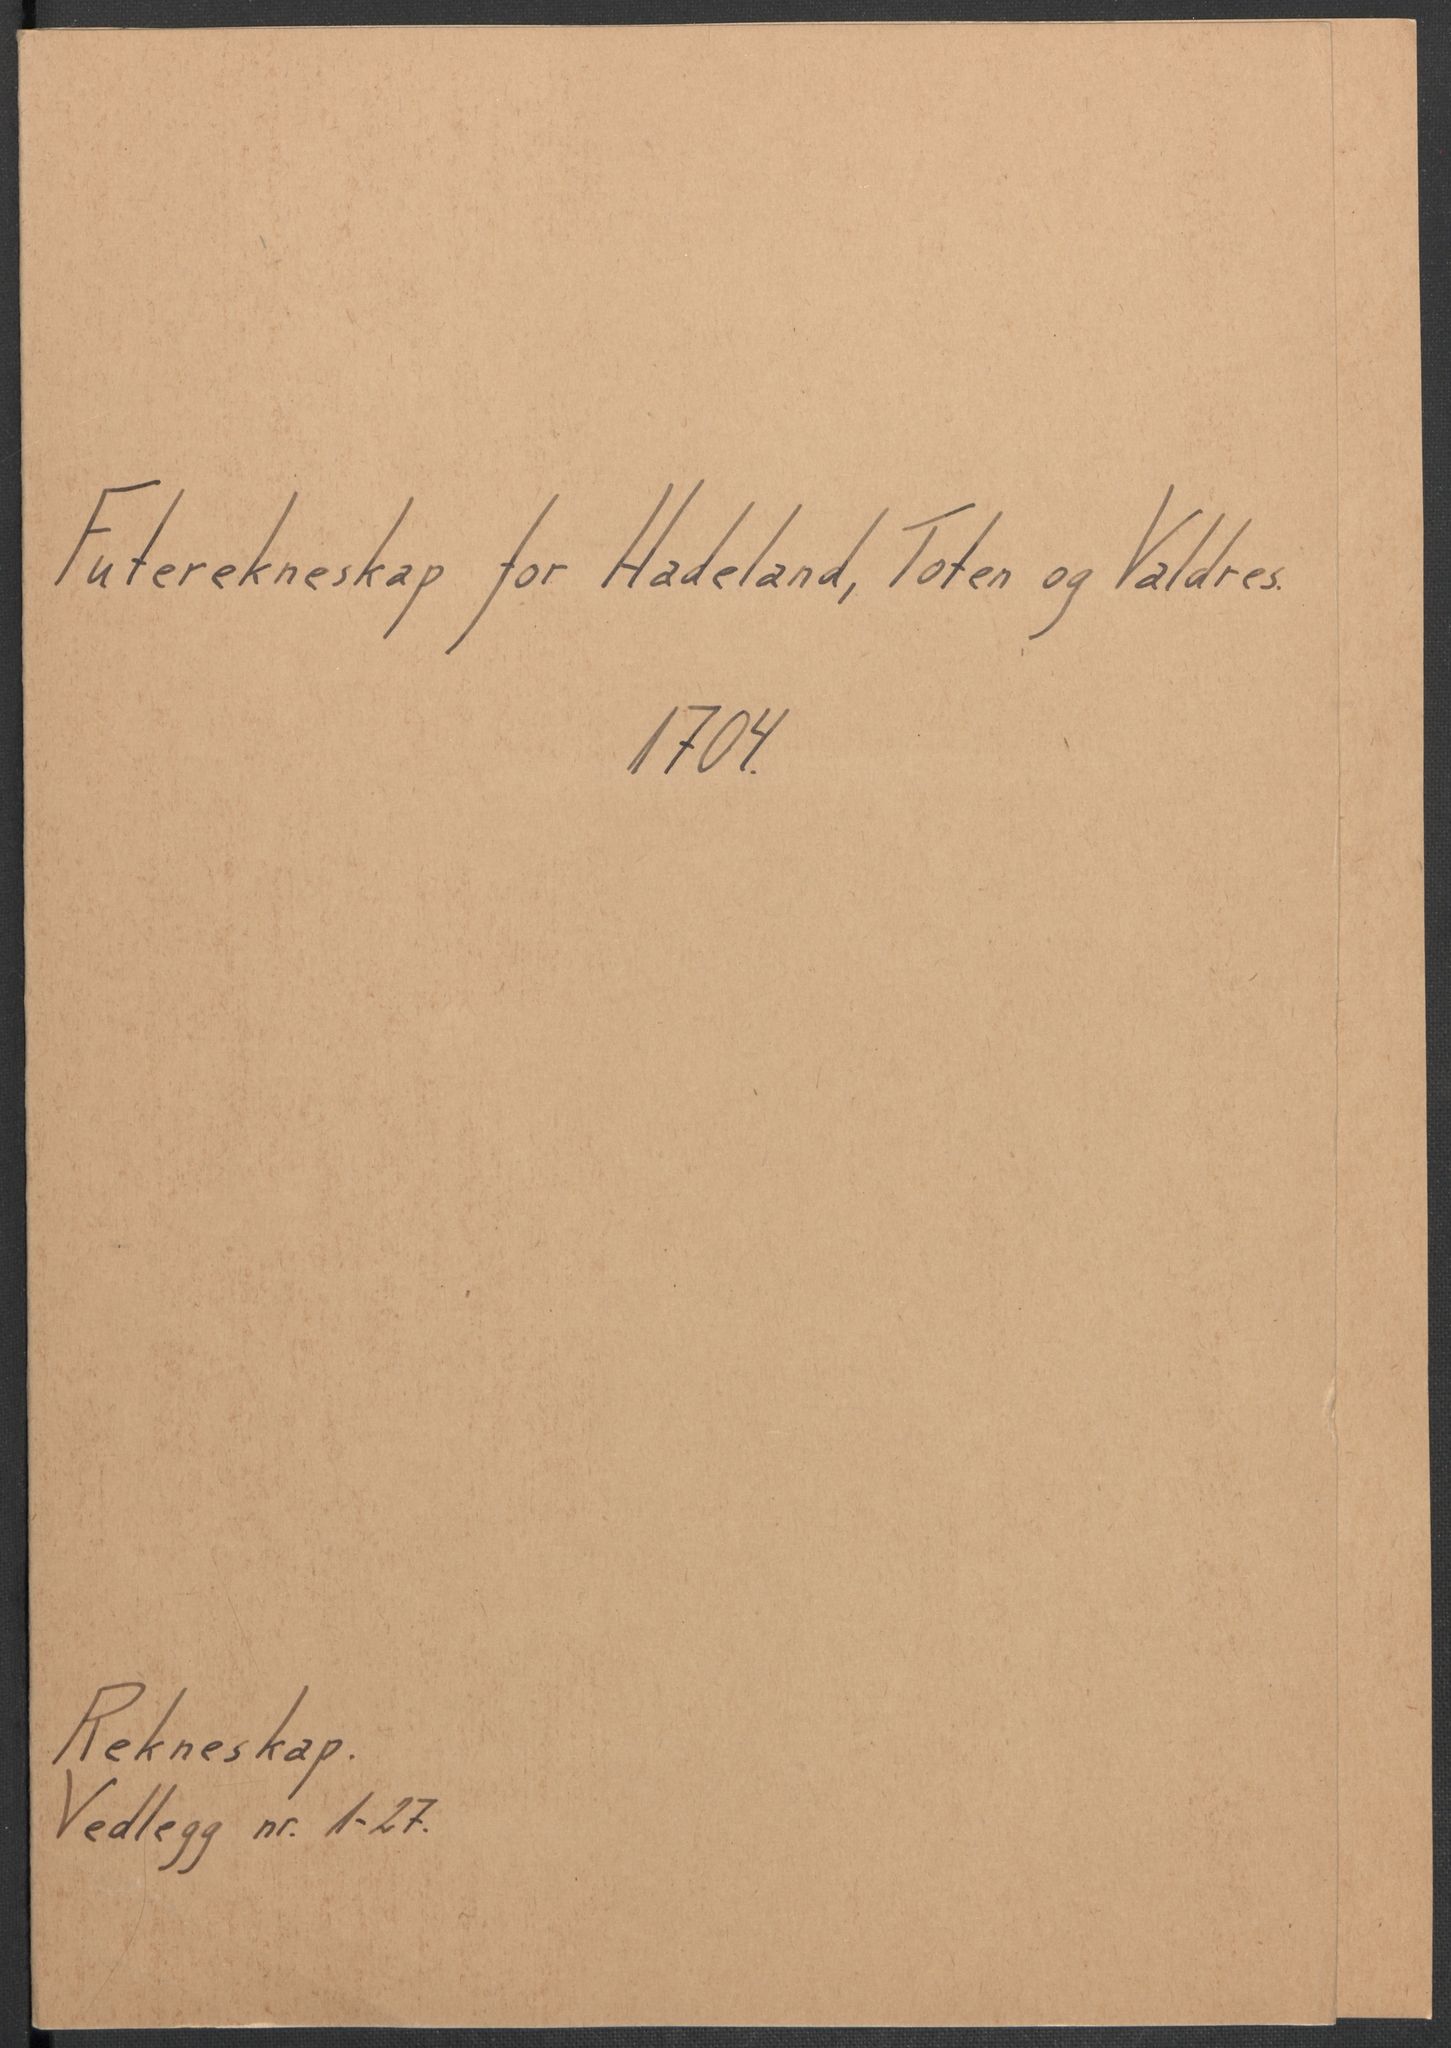 Futerekneskap for Hadeland, Toten og Valdres.
1704.
Rekneskap.
Vedlegg nr. 1-27.